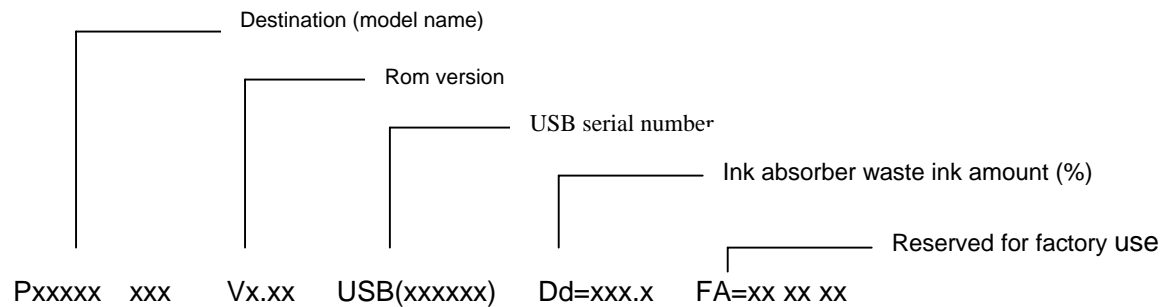 Destination (model name)
Rom version
USB serial number
Ink absorber waste ink amount (%)
Reserved for factory use
Pxxxxx xxx Vx.xx USB(xxxxxx) Dd=xxx.x FA=xx xx xx